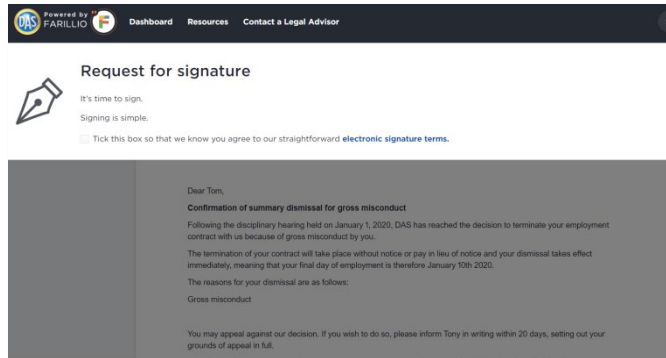 DAS Powered by FARILLIO F Dashboard Resources Contact a Legal Advisor
Request for signature
It's time to sign.
Signing is simple.
Tick this box so that we know you agree to our straightforward electronic signature terms.
Dear Tom,
Confirmation of summary dismissal for gross misconduct
Following the disciplinary hearing held on January 1, 2020, DAS has reached the decision to terminate your employment
contract with us because of gross misconduct by you.
The termination of your contract will take place without notice or pay in lieu of notice and your dismissal takes effect
immediately, meaning that your final day of employment is therefore January 10th 2020.
The reasons for your dismissal are as follows:
Gross misconduct
You may appeal against our decision. If you wish to do so, please inform Tony in writing within 20 days, setting out your
grounds of appeal in full.